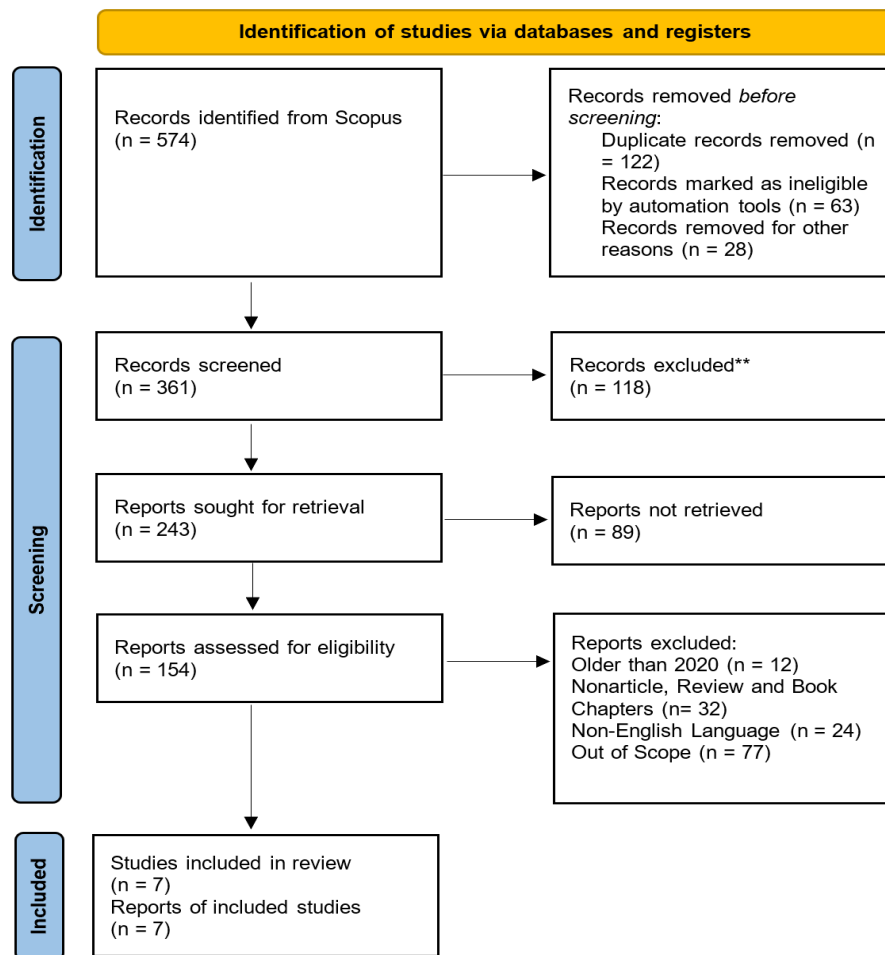 Identification of studies via databases and registers
Identification
Records identified from Scopus
(n = 574)
Records removed before
screening:
Duplicate records removed (n
= 122)
Records marked as ineligible
by automation tools (n = 63)
Records removed for other
reasons (n = 28)
Screening
Records screened
(n = 361)
Records excluded**
(n = 118)
Reports sought for retrieval
(n = 243)
Reports not retrieved
(n = 89)
Reports assessed for eligibility
(n = 154)
Reports excluded:
Older than 2020 (n = 12)
Nonarticle, Review and Book
Chapters (n= 32)
Non-English Language (n = 24)
Out of Scope (n = 77)
Included
Studies included in review
(n = 7)
Reports of included studies
(n = 7)